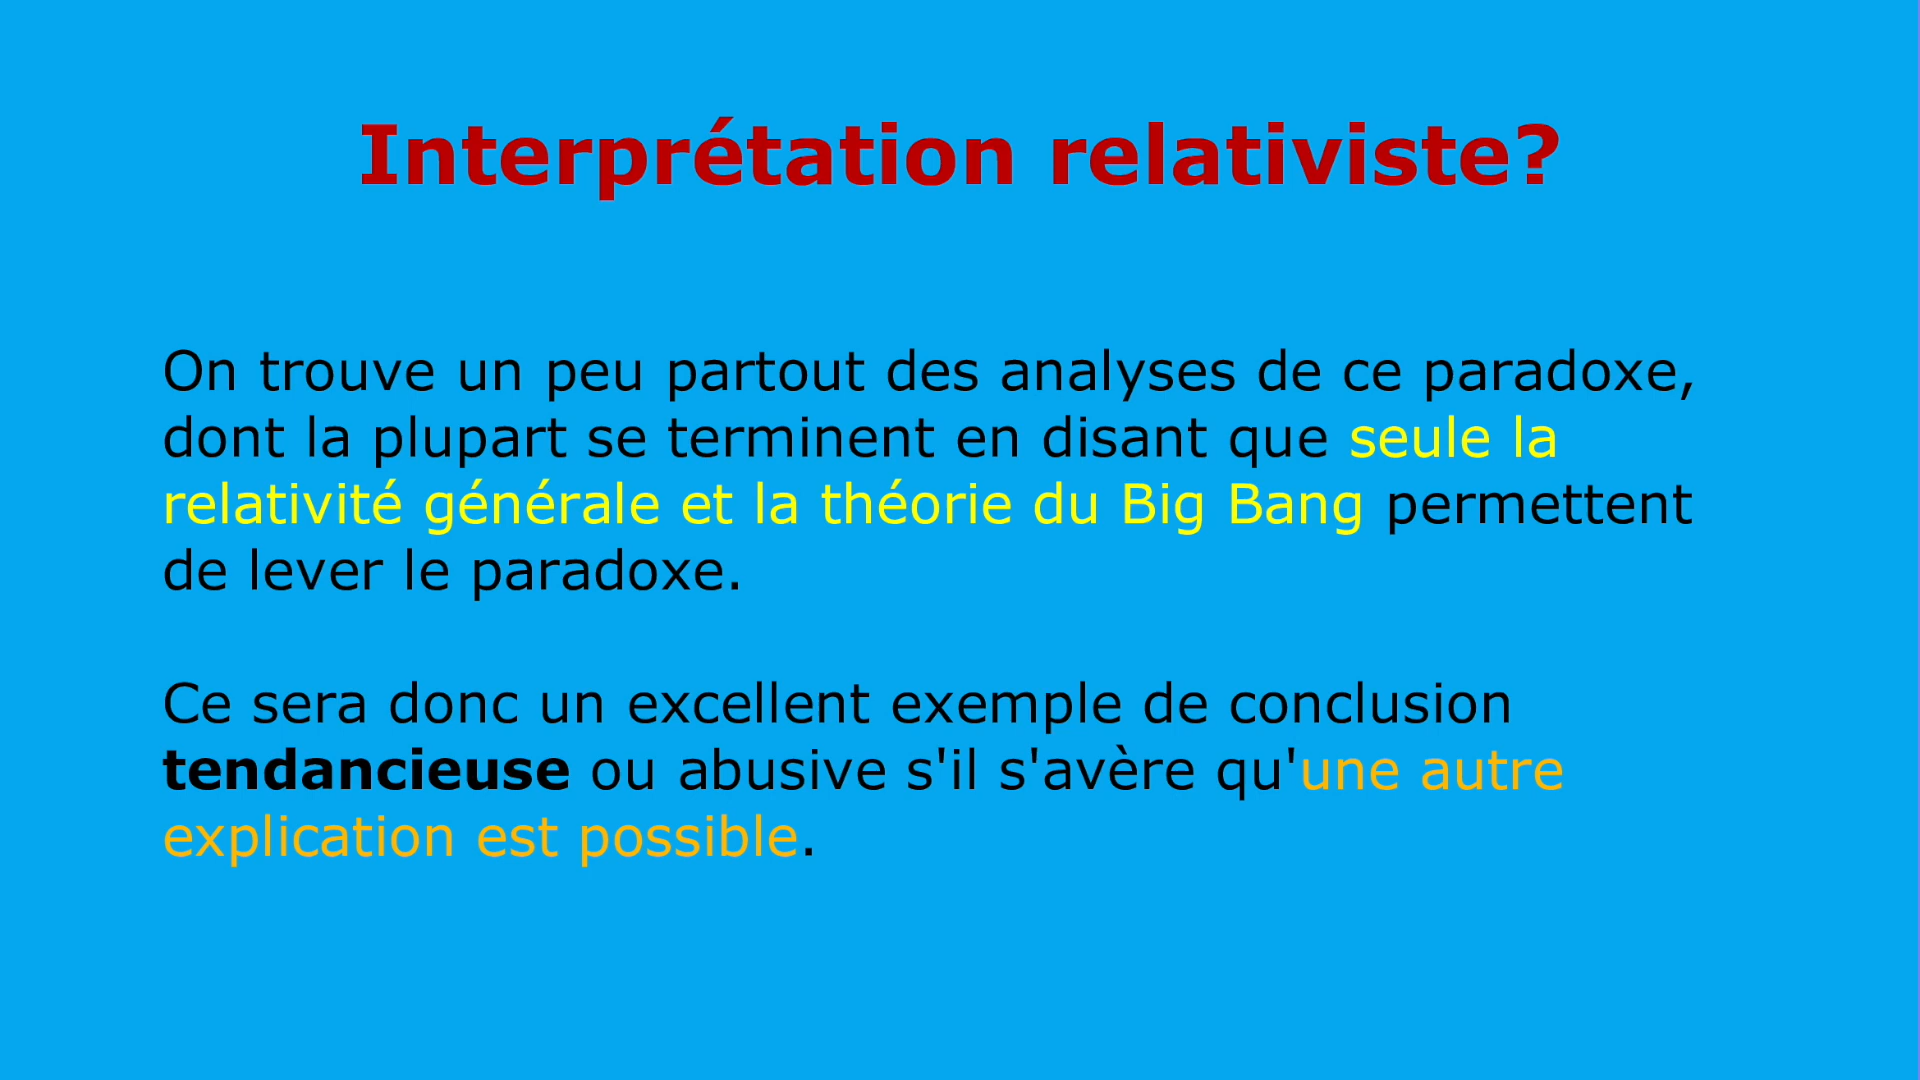 Interprétation relativiste?
On trouve un peu partout des analyses de ce paradoxe,
dont la plupart se terminent en disant que seule la
relativité générale et la théorie du Big Bang permettent
de lever le paradoxe.
Ce sera donc un excellent exemple de conclusion
tendancieuse ou abusive s'il s'avère qu'une autre
explication est possible.